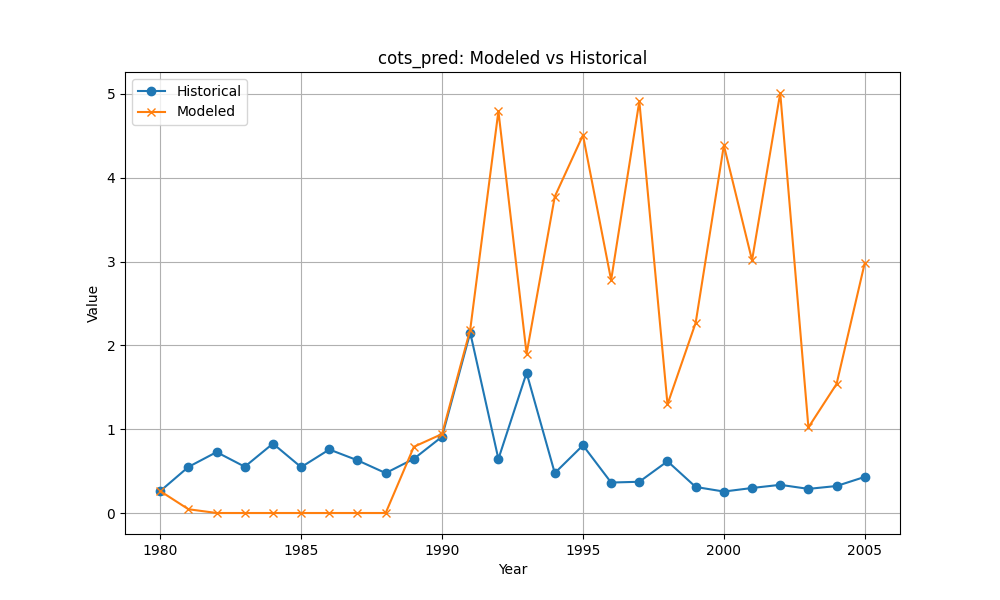 cots_pred: Modeled vs Historical
Historical
Modeled
5
4
3
2
1
0
Value
1980
1985
1990
1995
2000
2005
Year